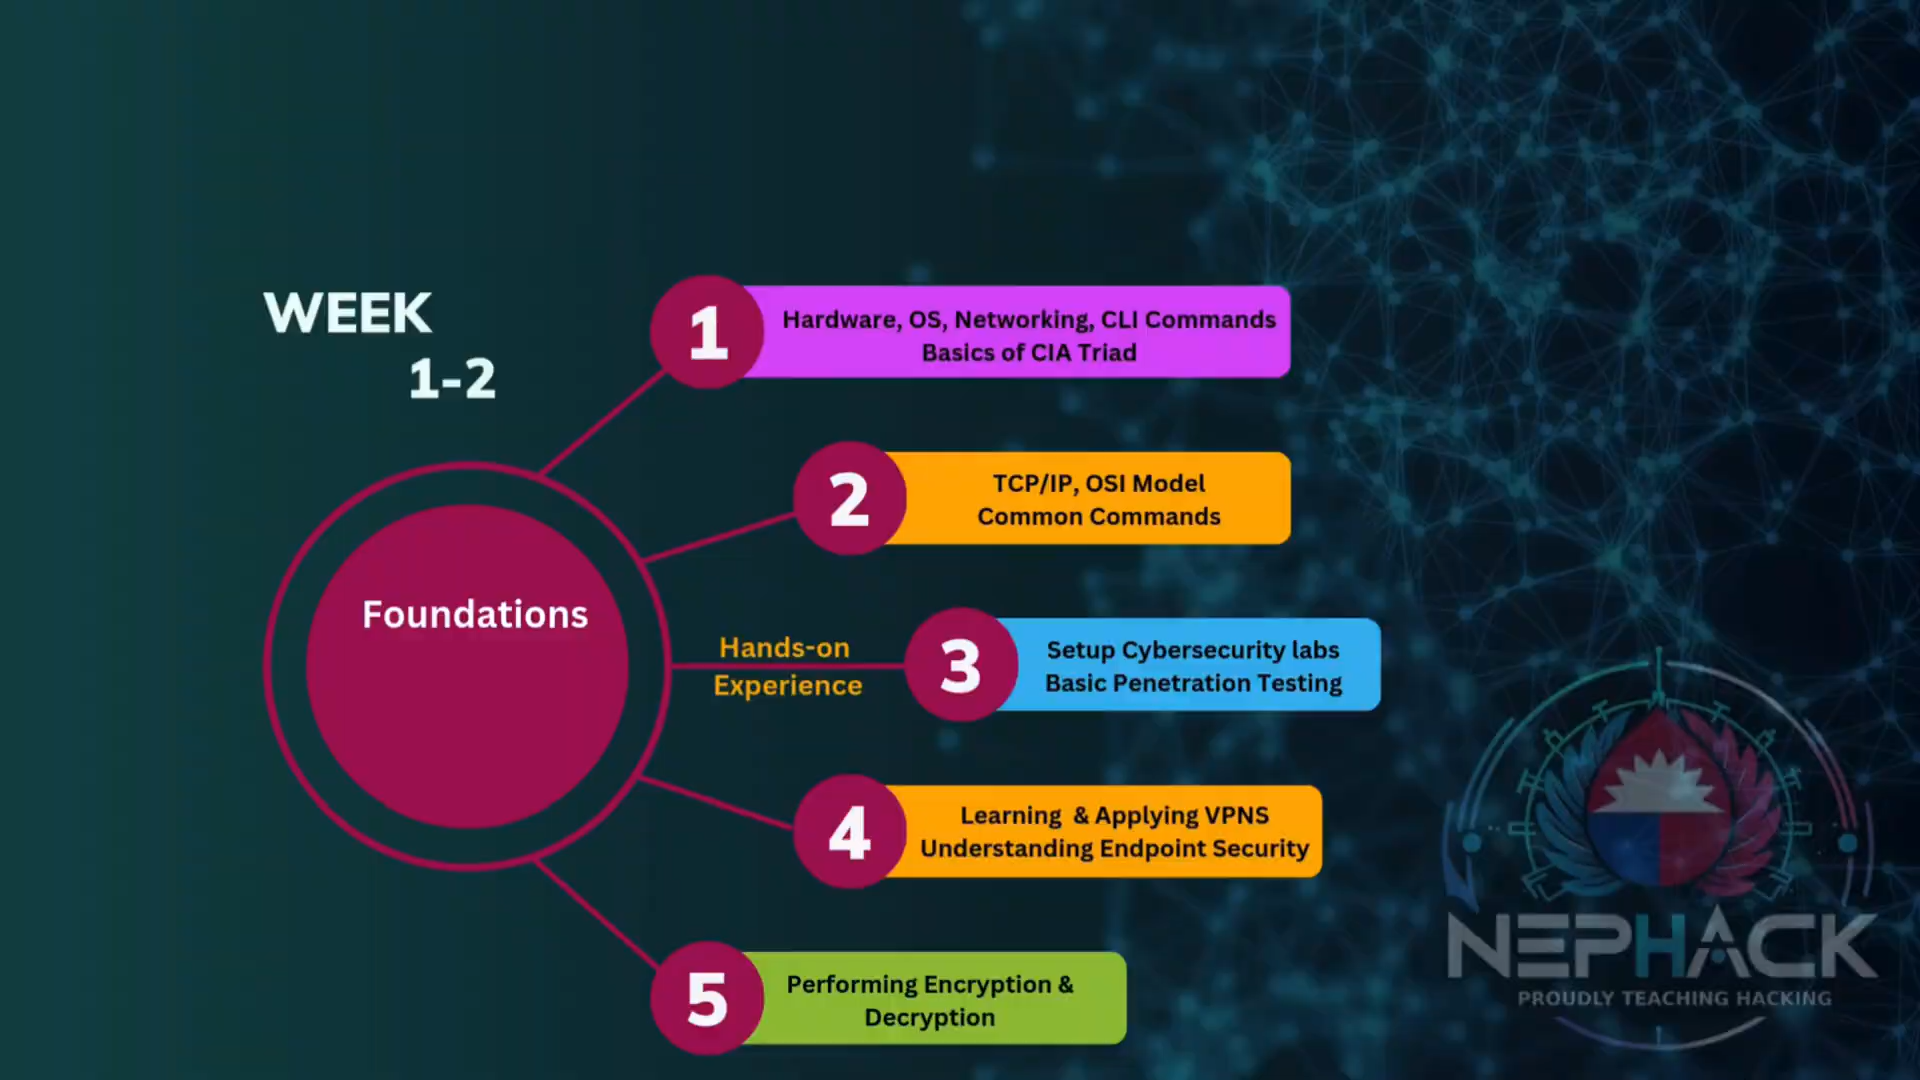 WEEK
1-2
Foundations
1
Hardware, OS, Networking, CLI Commands
Basics of CIA Triad
2
TCP/IP, OSI Model
Common Commands
Hands-on
Experience
3
Setup Cybersecurity labs
Basic Penetration Testing
4
Learning & Applying VPNS
Understanding Endpoint Security
5
Performing Encryption &
Decryption
NEPHACK
PROUDLY TEACHING HACKING